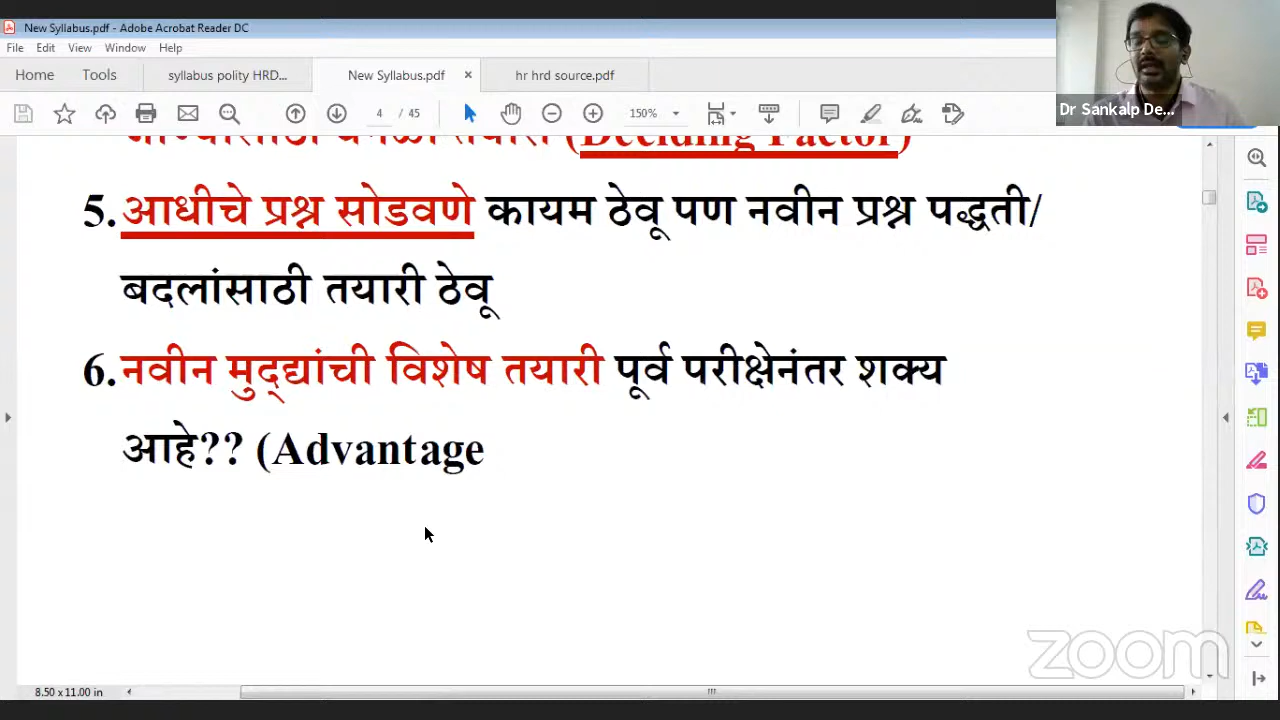 New Syllabus.pdf - Adobe Acrobat Reader DC
File Edit View Window Help
Home Tools syllabus polity HRD... New Syllabus.pdf × hr hrd source.pdf
4 / 45 150%
Dr Sankalp De...
(Deciding Factor)
5. आधीचे प्रश्न सोडवणे कायम ठेवू पण नवीन प्रश्न पद्धती/
बदलांसाठी तयारी ठेवू
6. नवीन मुद्द्यांची विशेष तयारी पूर्व परीक्षेनंतर शक्य
आहे?? (Advantage
zoom
8.50 x 11.00 in